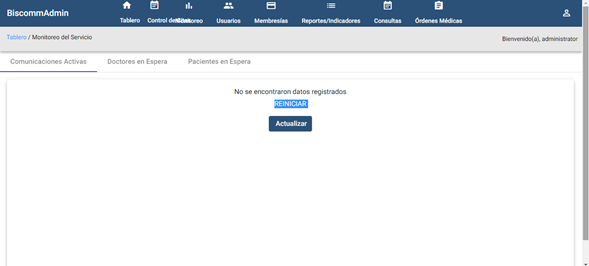 BiscommAdmin
Tablero
Control de
Monitoreo
Usuarios
Membresías
Reportes/Indicadores
Consultas
Órdenes Médicas
Tablero / Monitoreo del Servicio
Bienvenido(a), administrator
Comunicaciones Activas
Doctores en Espera
Pacientes en Espera
No se encontraron datos registrados
REINICIAR
Actualizar